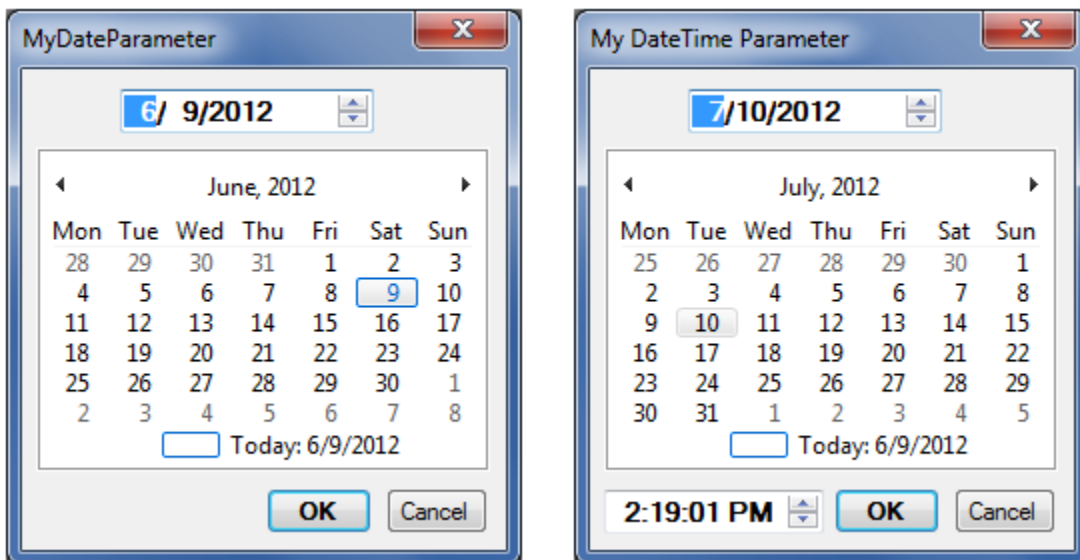 MyDateParameter
6/ 9/2012
June, 2012
Mon Tue Wed Thu Fri Sat Sun
28 29 30 31 1 2 3
4 5 6 7 8 9 10
11 12 13 14 15 16 17
18 19 20 21 22 23 24
25 26 27 28 29 30 1
2 3 4 5 6 7 8
Today: 6/9/2012
OK Cancel
My DateTime Parameter
7/10/2012
July, 2012
Mon Tue Wed Thu Fri Sat Sun
25 26 27 28 29 30 1
2 3 4 5 6 7 8
9 10 11 12 13 14 15
16 17 18 19 20 21 22
23 24 25 26 27 28 29
30 31 1 2 3 4 5
Today: 6/9/2012
2:19:01 PM OK Cancel